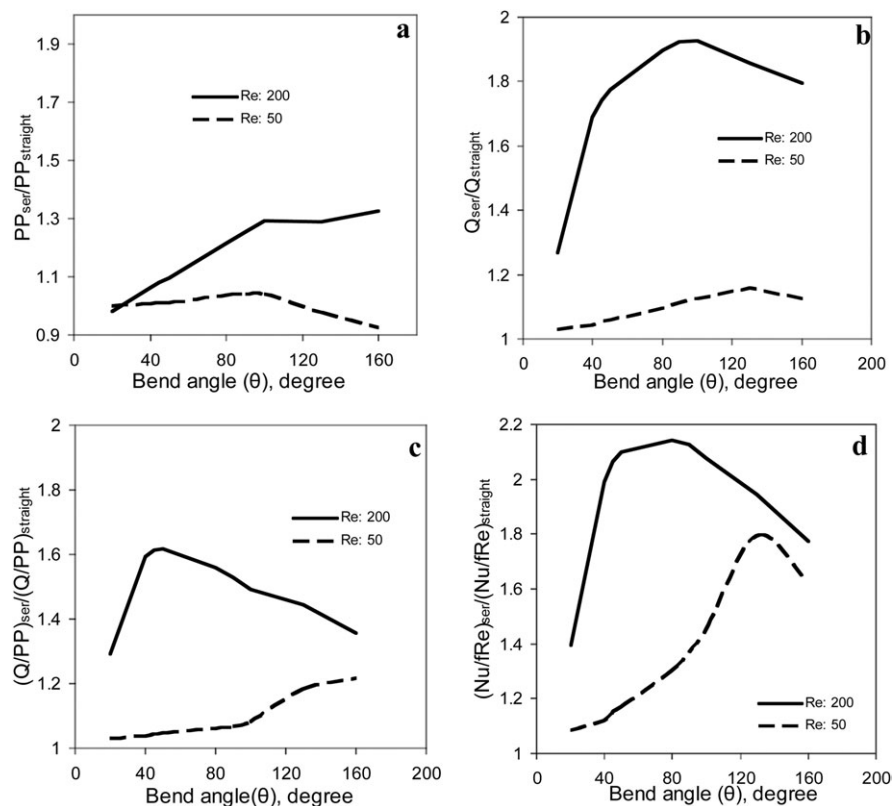 a
1.9
1.7
1.5
1.3
1.1
0.9
PPser/PPstraight
Re: 200
Re: 50
0 40 80 120 160
Bend angle (θ), degree
b
2
1.8
1.6
1.4
1.2
1
Qser/Qstraight
Re: 200
Re: 50
0 40 80 120 160 200
Bend angle (θ), degree
c
2
1.8
1.6
1.4
1.2
1
(Q/PP)ser/(Q/PP)straight
Re: 200
Re: 50
0 40 80 120 160 200
Bend angle(θ), degree
d
2.2
2
1.8
1.6
1.4
1.2
1
(Nu/fRe)ser/(Nu/fRe)straight
Re: 200
Re: 50
0 40 80 120 160 200
Bend angle(θ), degree